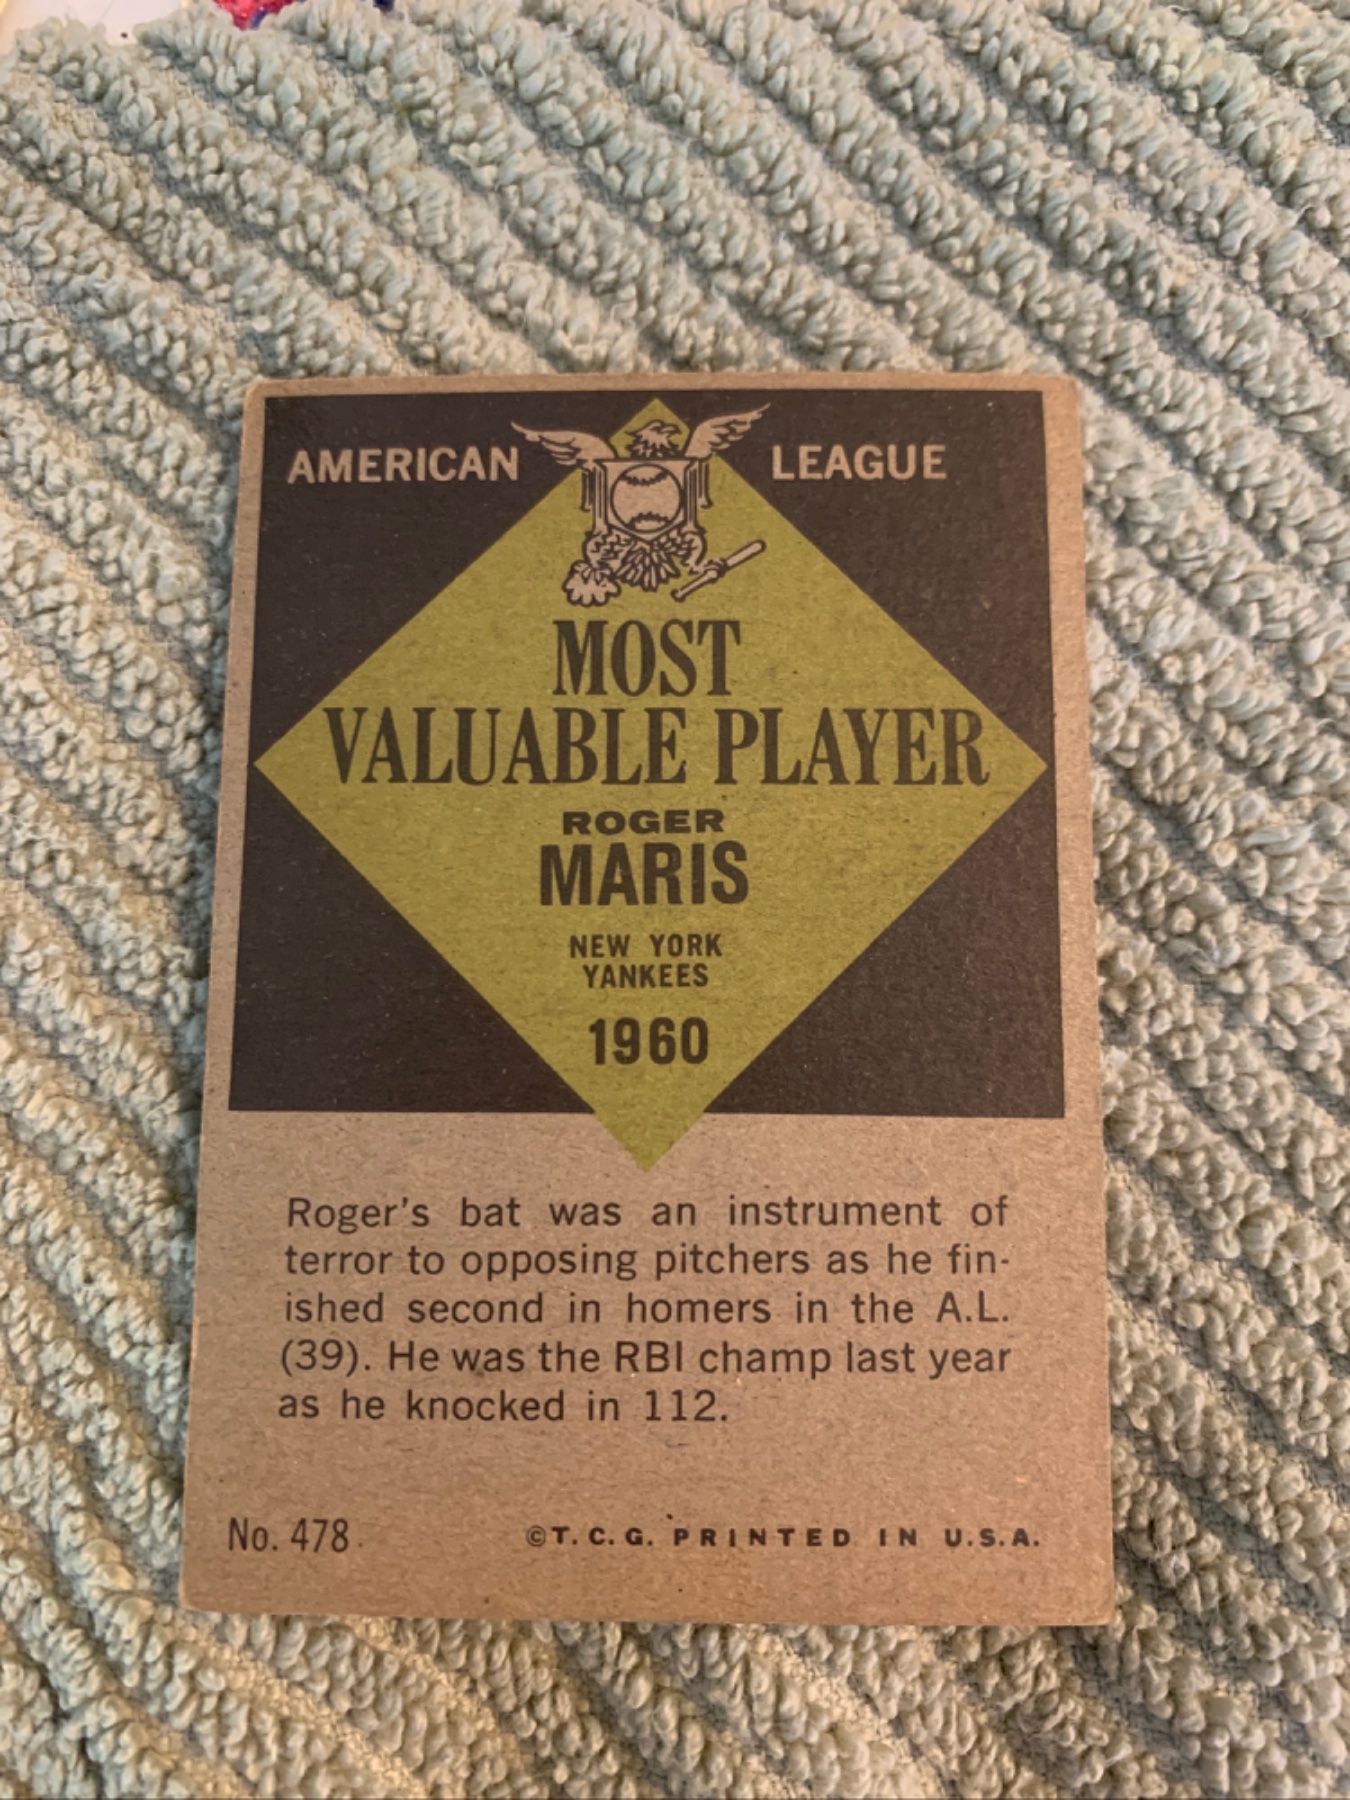 AMERICAN LEAGUE
MOST
VALUABLE PLAYER
ROGER
MARIS
NEW YORK
YANKEES
1960
Roger's bat was an instrument of
terror to opposing pitchers as he fin-
ished second in homers in the A.L.
(39). He was the RBI champ last year
as he knocked in 112.
No. 478 ©T.C.G. PRINTED IN U.S.A.